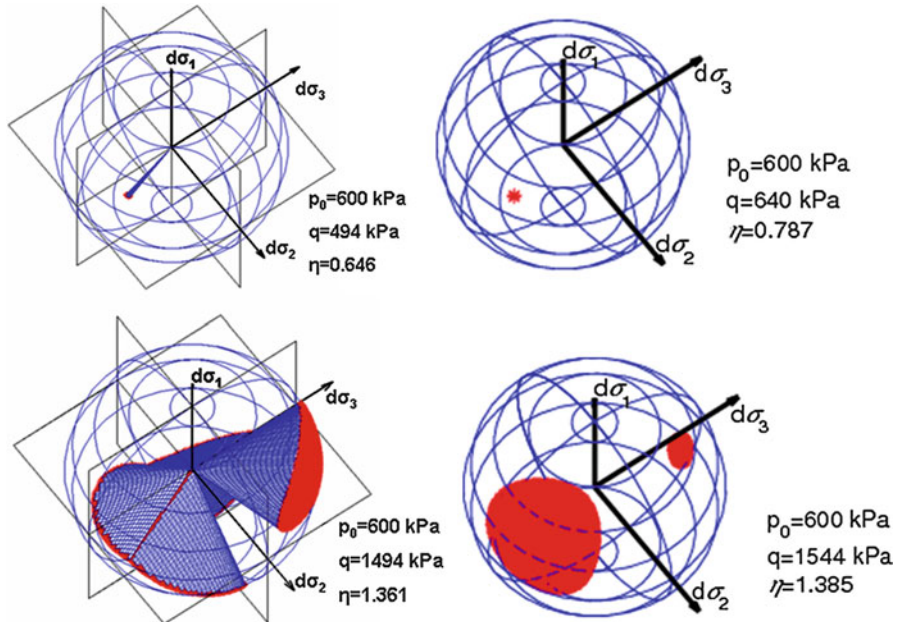 dσ₁
dσ₃
dσ₂
p₀=600 kPa
q=494 kPa
η=0.646
dσ₁
dσ₃
dσ₂
p₀=600 kPa
q=640 kPa
η=0.787
dσ₁
dσ₃
dσ₂
p₀=600 kPa
q=1494 kPa
η=1.361
dσ₁
dσ₃
dσ₂
p₀=600 kPa
q=1544 kPa
η=1.385